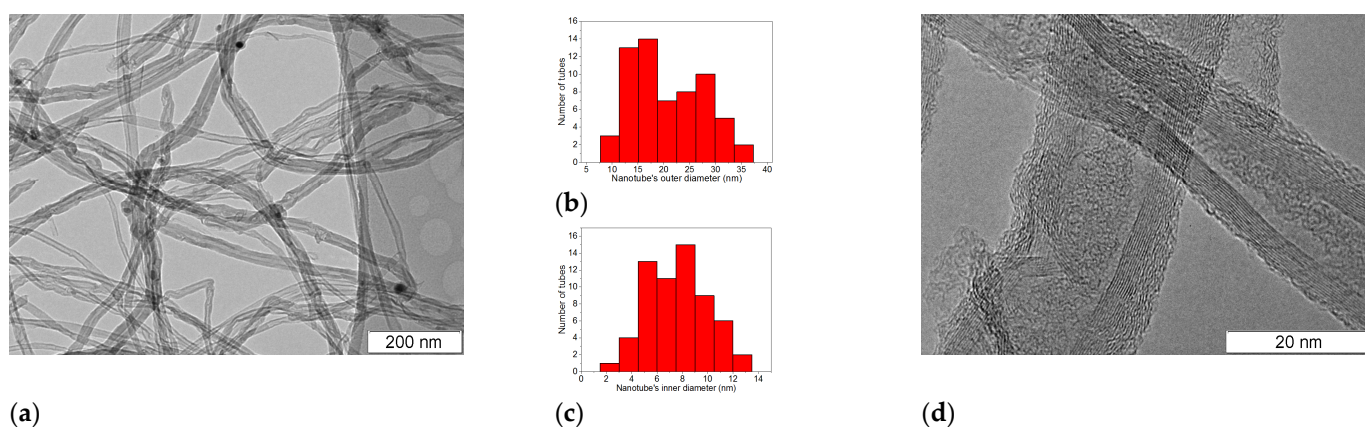 200 nm
(a)
16
14
12
10
8
6
4
2
0
Number of tubes
5 10 15 20 25 30 35 40
Nanotube's outer diameter (nm)
(b)
16
14
12
10
8
6
4
2
0
Number of tubes
0 2 4 6 8 10 12 14
Nanotube's inner diameter (nm)
(c)
20 nm
(d)